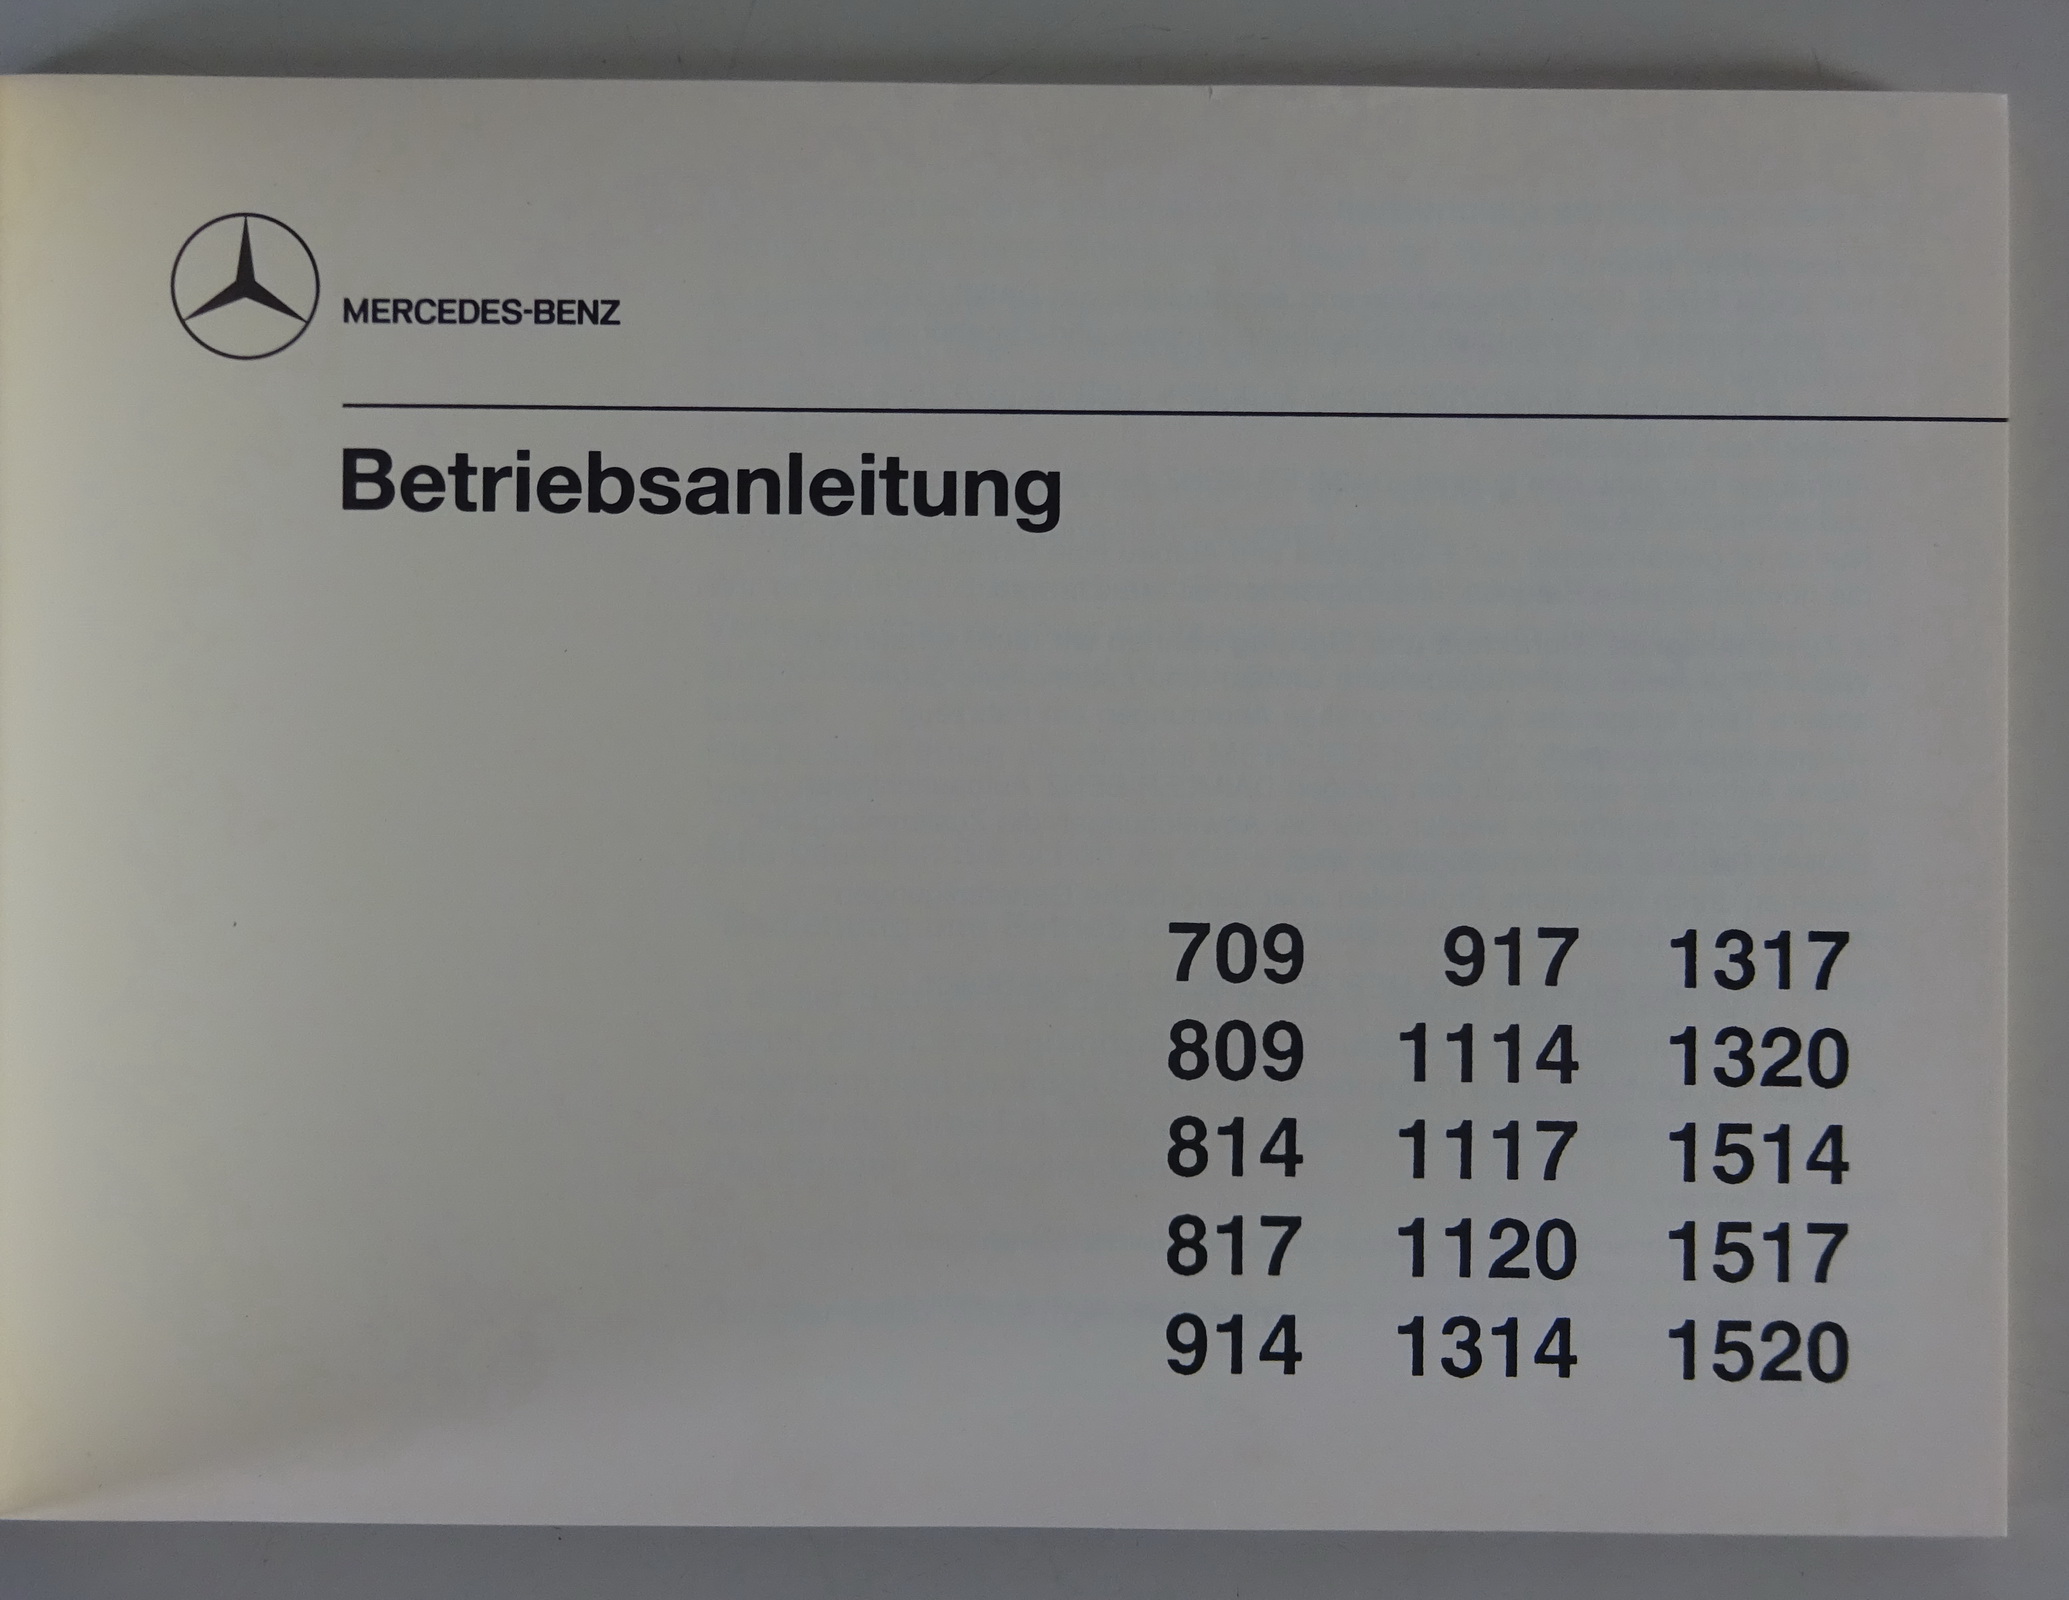 MERCEDES-BENZ
Betriebsanleitung
709 917 1317
809 1114 1320
814 1117 1514
817 1120 1517
914 1314 1520